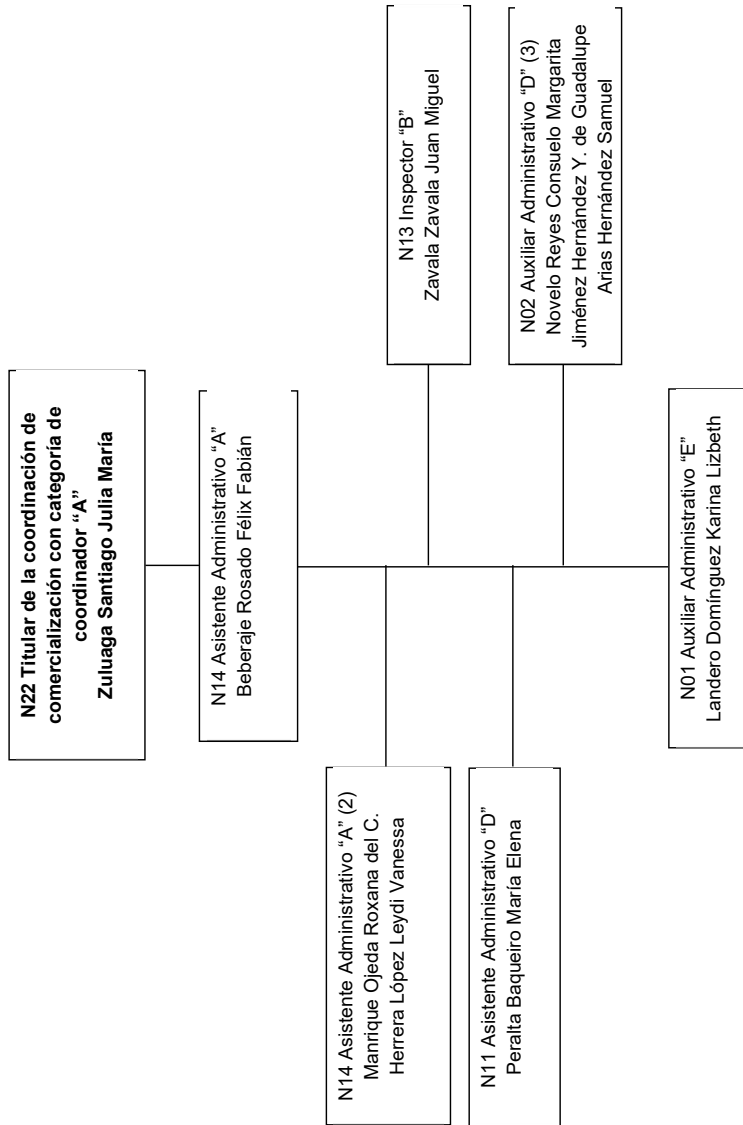 N22 Titular de la coordinación de
comercialización con categoría de
coordinador “A”
Zuluaga Santiago Julia María
N14 Asistente Administrativo “A”
Beberaje Rosado Félix Fabián
N14 Asistente Administrativo “A” (2)
Manrique Ojeda Roxana del C.
Herrera López Leydi Vanessa
N13 Inspector “B”
Zavala Zavala Juan Miguel
N11 Asistente Administrativo “D”
Peralta Baqueiro María Elena
N02 Auxiliar Administrativo “D” (3)
Novelo Reyes Consuelo Margarita
Jiménez Hernández Y. de Guadalupe
Arias Hernández Samuel
N01 Auxiliar Administrativo “E”
Landero Domínguez Karina Lizbeth